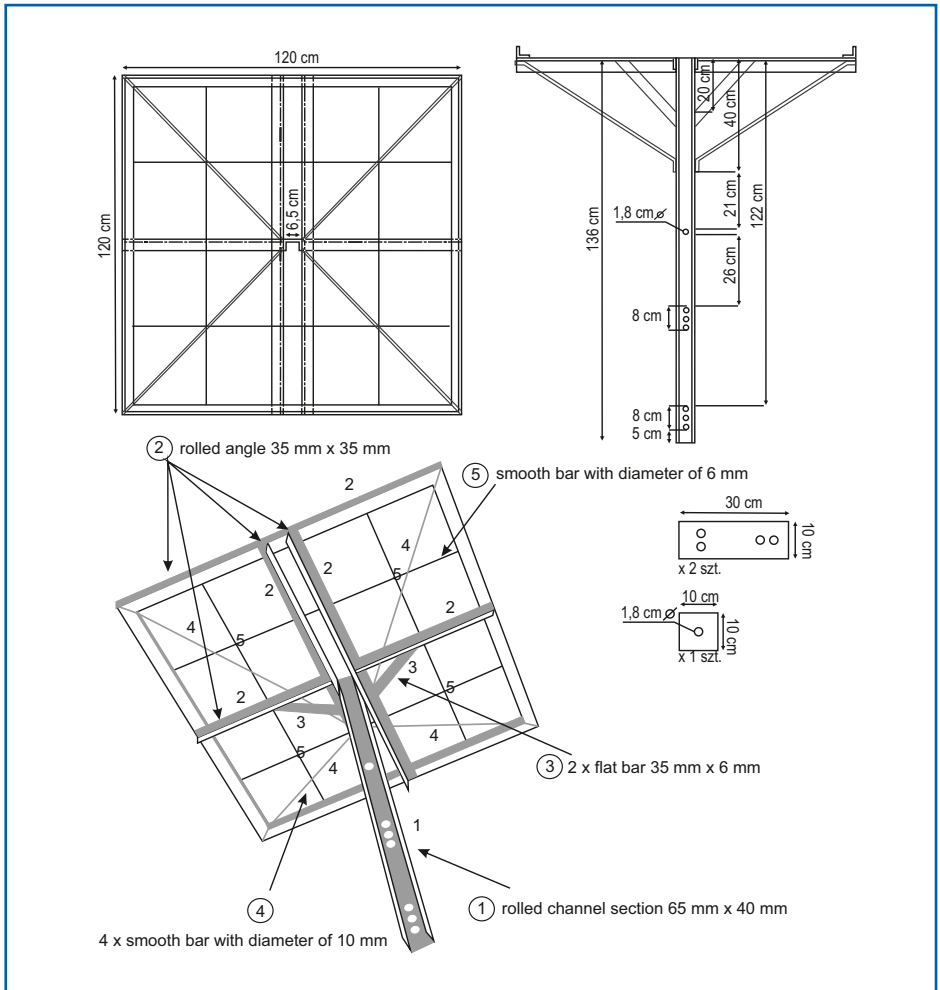 120 cm
120 cm
6,5 cm
136 cm
20 cm
40 cm
21 cm
122 cm
1,8 cm ⌀
26 cm
8 cm
8 cm
5 cm
2 rolled angle 35 mm x 35 mm
5 smooth bar with diameter of 6 mm
2
4
2
5
2
2
4
5
3
5
2
3
4
5
4
1
30 cm
10 cm
x 2 szt.
10 cm
1,8 cm ⌀
10 cm
x 1 szt.
3 2 x flat bar 35 mm x 6 mm
1 rolled channel section 65 mm x 40 mm
4
4 x smooth bar with diameter of 10 mm